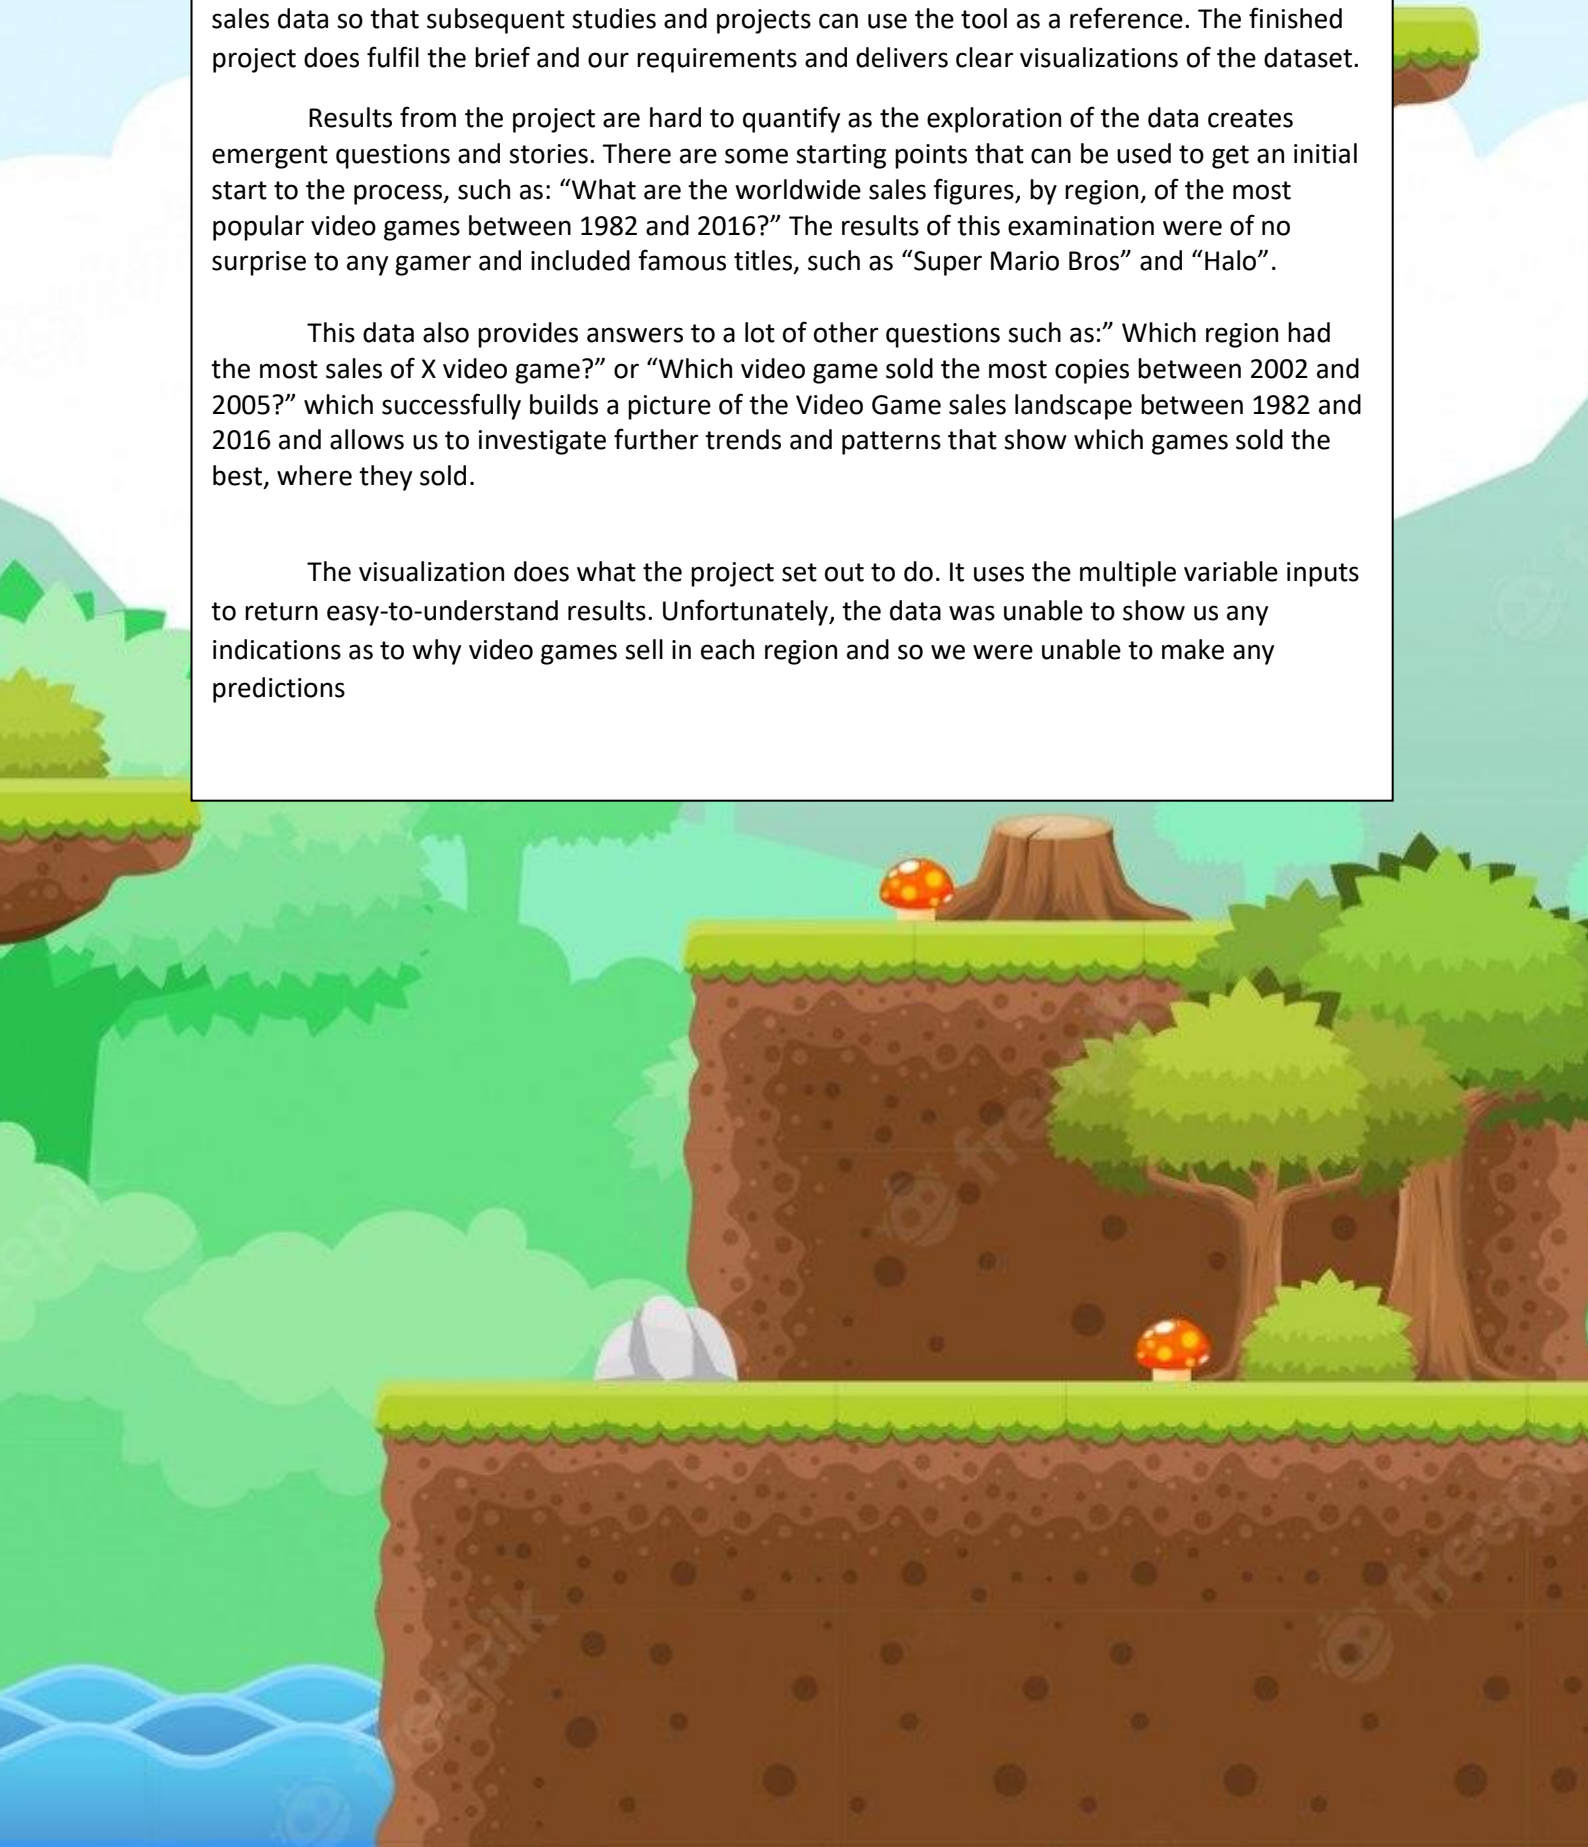 sales data so that subsequent studies and projects can use the tool as a reference. The finished
project does fulfil the brief and our requirements and delivers clear visualizations of the dataset.
Results from the project are hard to quantify as the exploration of the data creates
emergent questions and stories. There are some starting points that can be used to get an initial
start to the process, such as: “What are the worldwide sales figures, by region, of the most
popular video games between 1982 and 2016?” The results of this examination were of no
surprise to any gamer and included famous titles, such as “Super Mario Bros” and “Halo”.
This data also provides answers to a lot of other questions such as:” Which region had
the most sales of X video game?” or “Which video game sold the most copies between 2002 and
2005?” which successfully builds a picture of the Video Game sales landscape between 1982 and
2016 and allows us to investigate further trends and patterns that show which games sold the
best, where they sold.
The visualization does what the project set out to do. It uses the multiple variable inputs
to return easy-to-understand results. Unfortunately, the data was unable to show us any
indications as to why video games sell in each region and so we were unable to make any
predictions